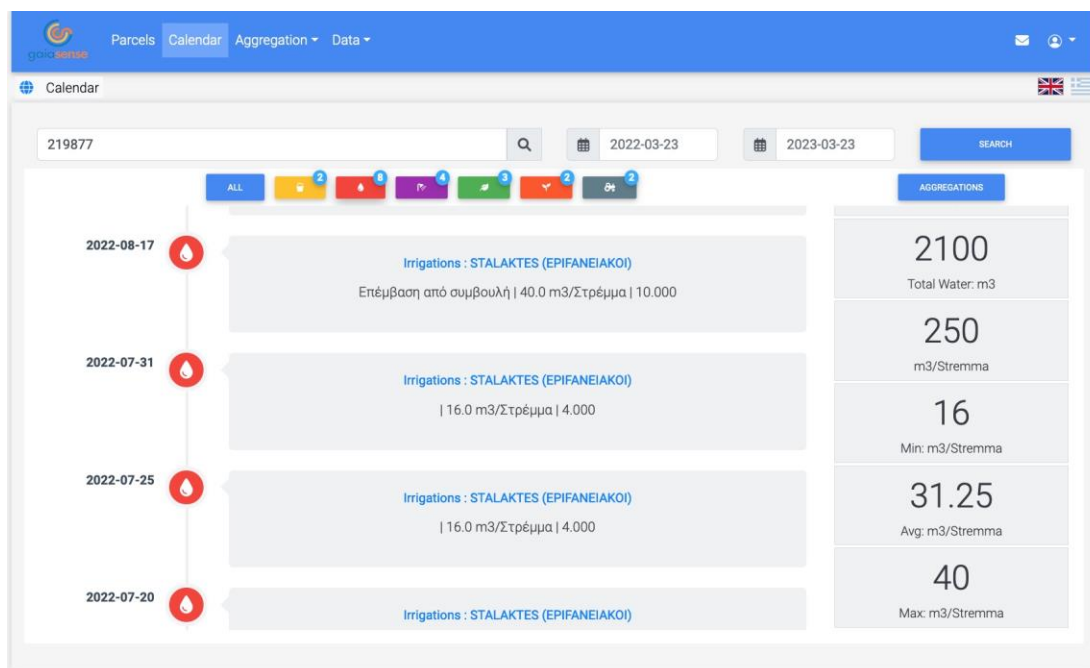 gaiasense
Parcels Calendar Aggregation Data
Calendar
219877
2022-03-23
2023-03-23
SEARCH
ALL
2
8
4
3
2
2
AGGREGATIONS
2022-08-17
Irrigations : STALAKTES (EPIFANEIAKOI)
Επέμβαση από συμβουλή | 40.0 m3/Στρέμμα | 10.000
2022-07-31
Irrigations : STALAKTES (EPIFANEIAKOI)
| 16.0 m3/Στρέμμα | 4.000
2022-07-25
Irrigations : STALAKTES (EPIFANEIAKOI)
| 16.0 m3/Στρέμμα | 4.000
2022-07-20
Irrigations : STALAKTES (EPIFANEIAKOI)
2100
Total Water: m3
250
m3/Stremma
16
Min: m3/Stremma
31.25
Avg: m3/Stremma
40
Max: m3/Stremma